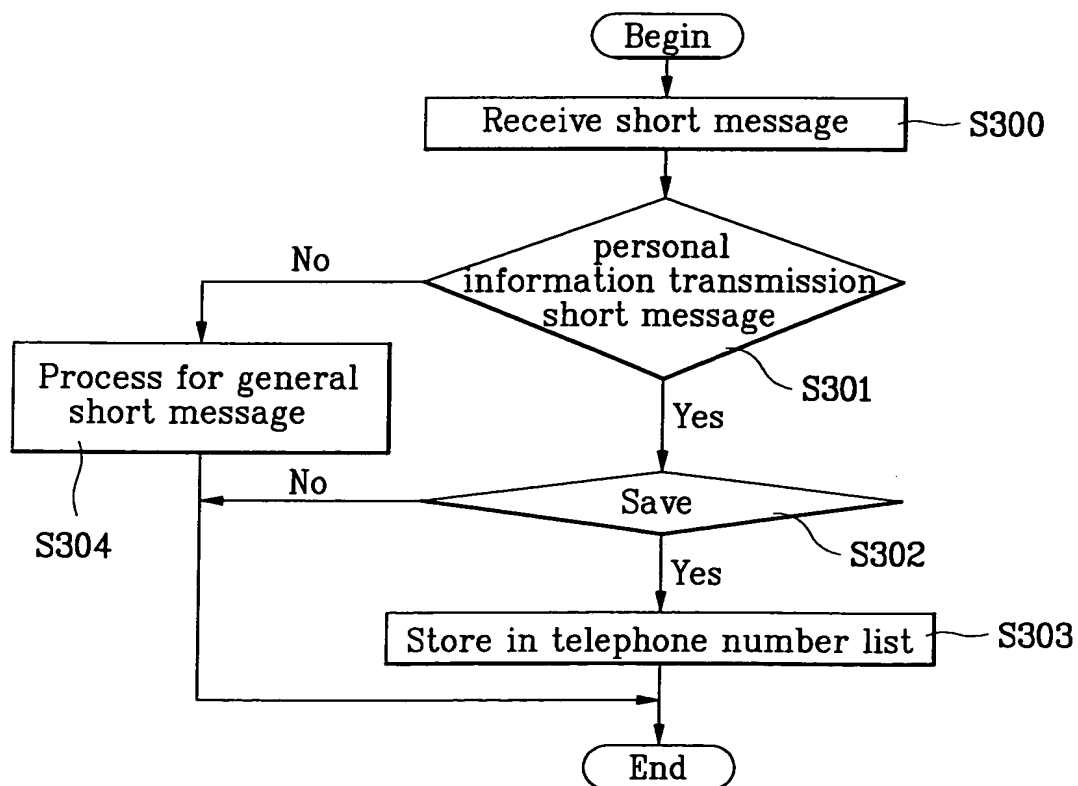 Begin
Receive short message
S300
personal
information transmission
short message
No
S301
Process for general
short message
Yes
S304
No
Save
S302
Yes
Store in telephone number list
S303
End